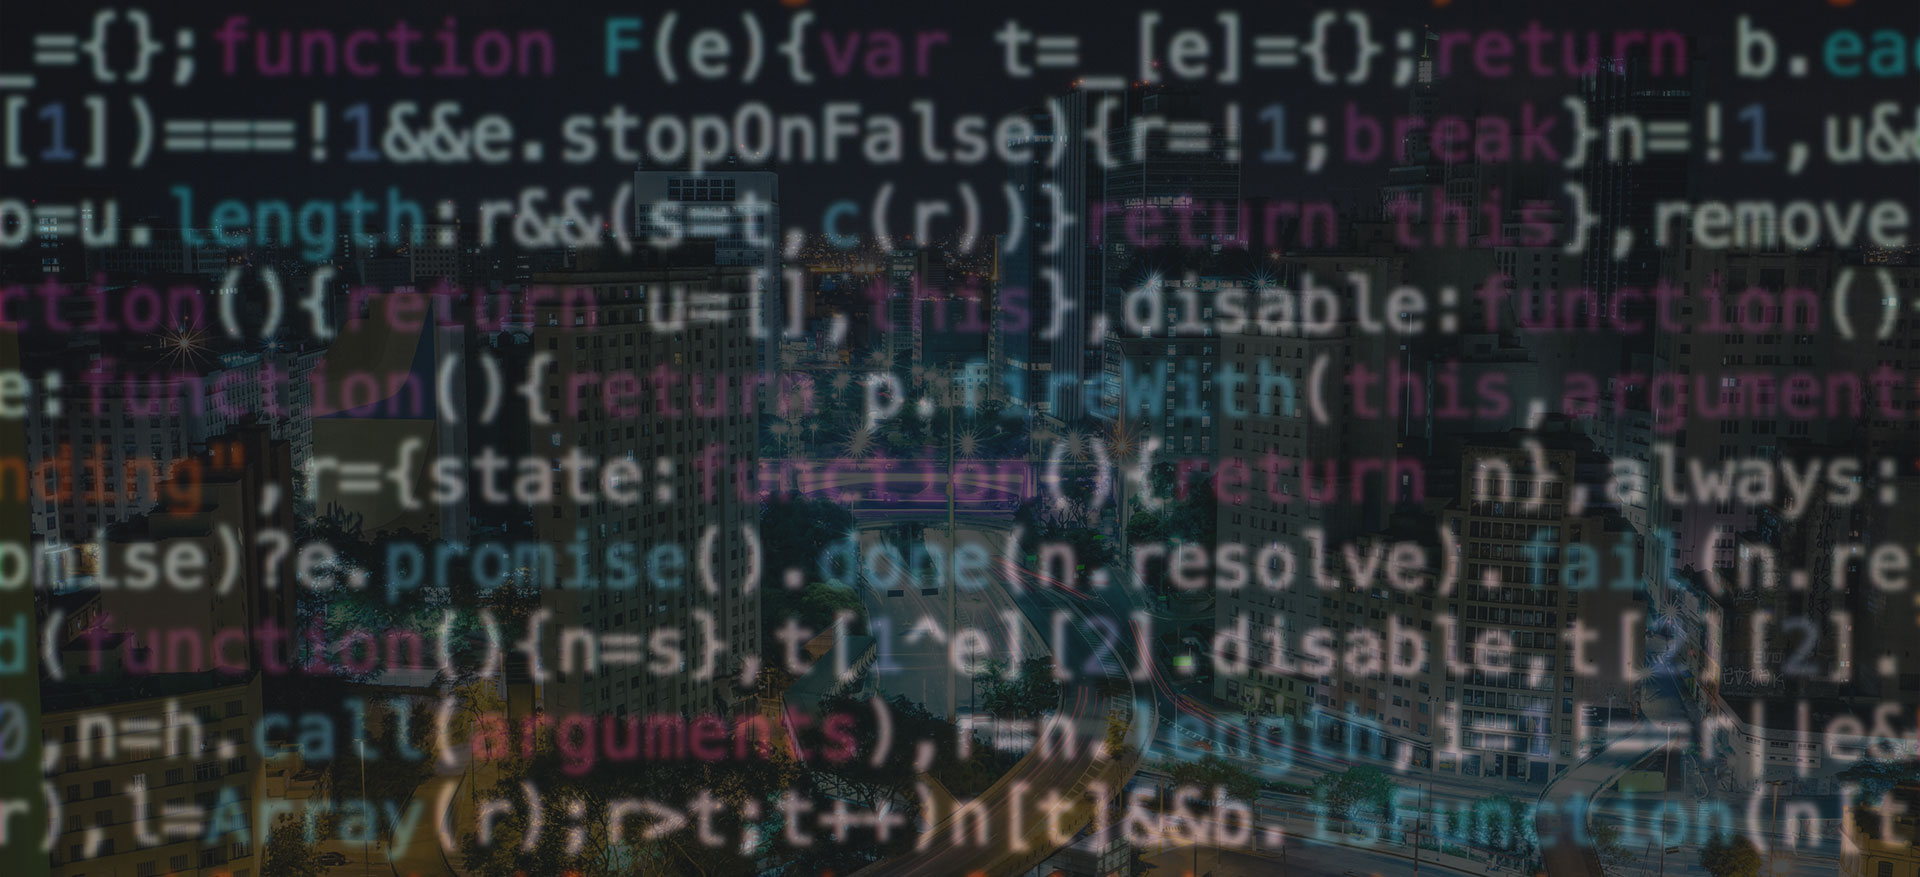 _={};function F(e){var t=_[e]={};return b.eac
[1])===!1&&e.stopOnFalse){r=!1;break}n=!1,u&&
o=u.length:r&&(s=t,c(r))}return this},remove
ction(){return u=[],this},disable:function()
e:function(){return p.fireWith(this,arguments
nding",r={state:function(){return n},always:
omise)?e.promise().done(n.resolve).fail(n.re
d(function(){n=s},t[1^e][2].disable,t[2][2].
0,n=h.call(arguments),r=n.length,i=1!==r||e&
r),l=Array(r);r>t;t++)n[t]&&b.isFunction(n[t